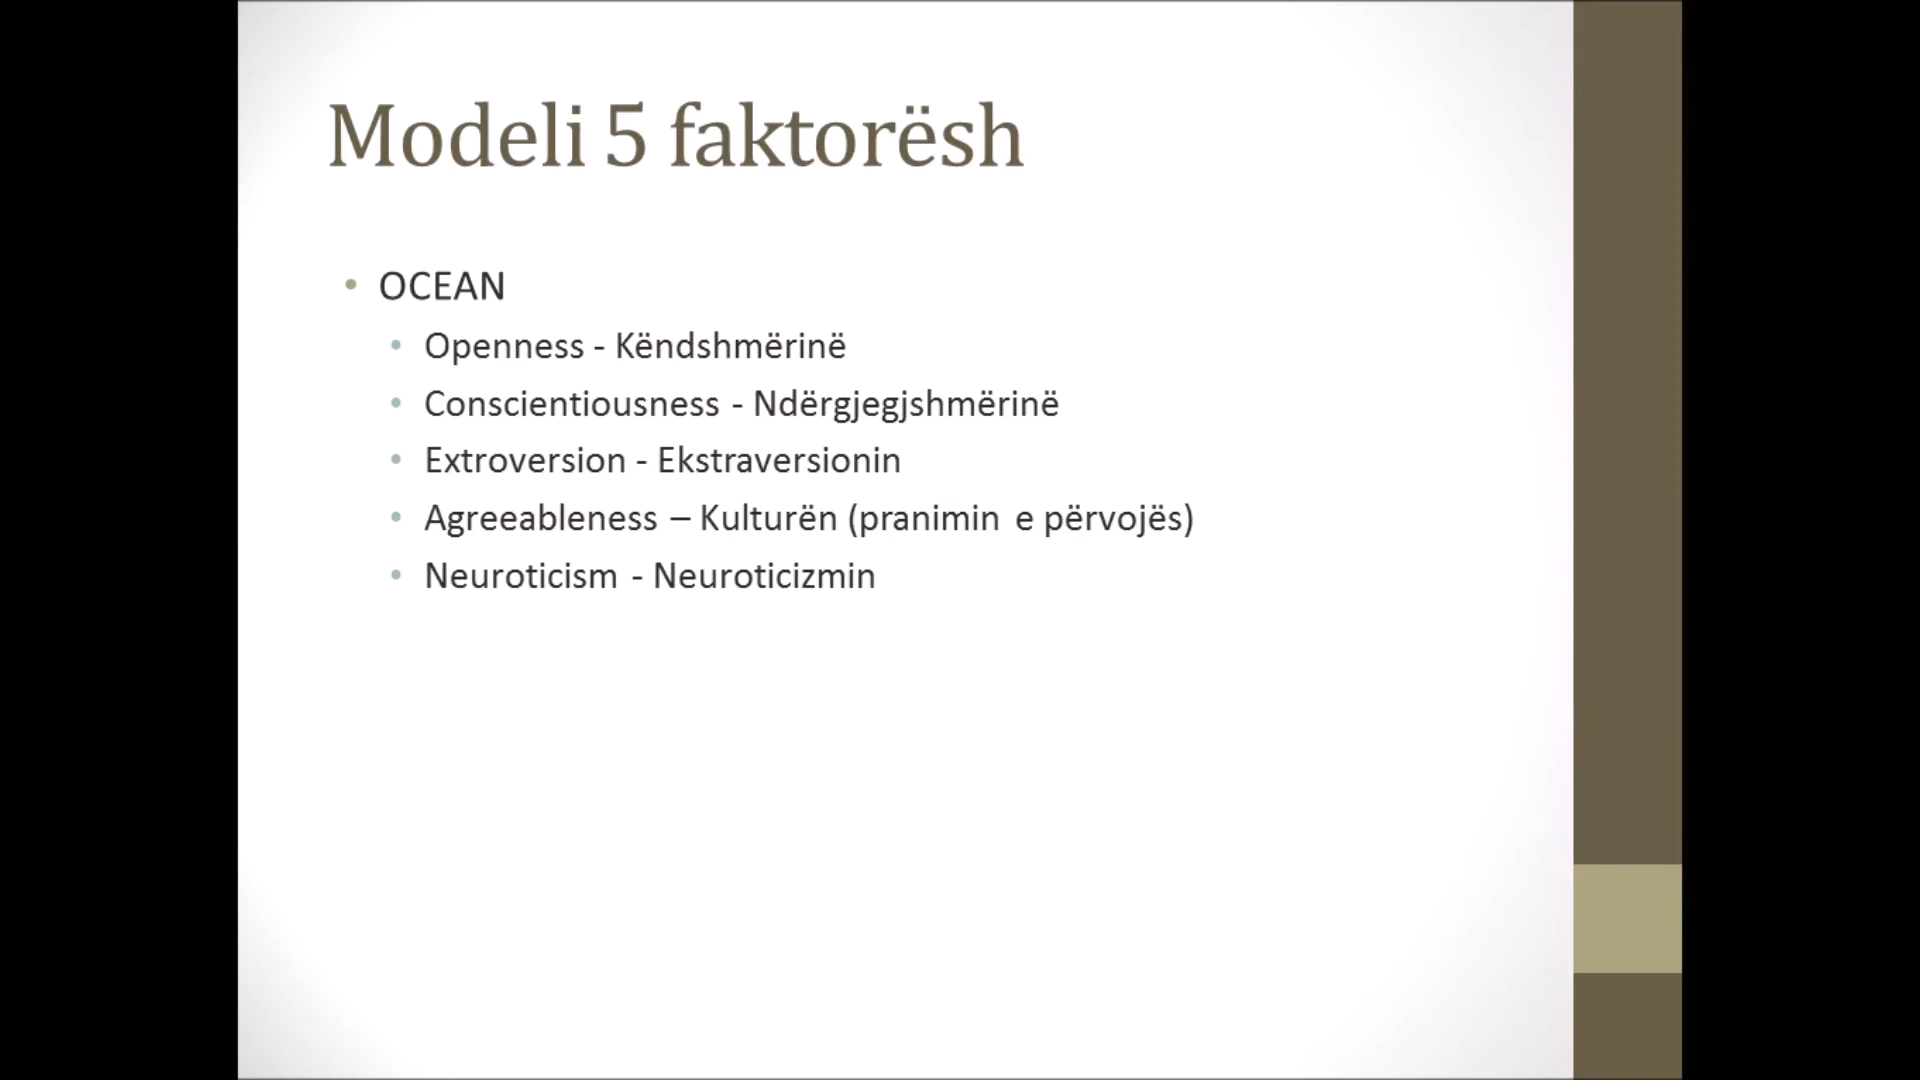 Modeli 5 faktorësh
• OCEAN
• Openness - Këndshmërinë
• Conscientiousness - Ndërgjegjshmërinë
• Extroversion - Ekstraversionin
• Agreeableness – Kulturën (pranimin e përvojës)
• Neuroticism - Neuroticizmin